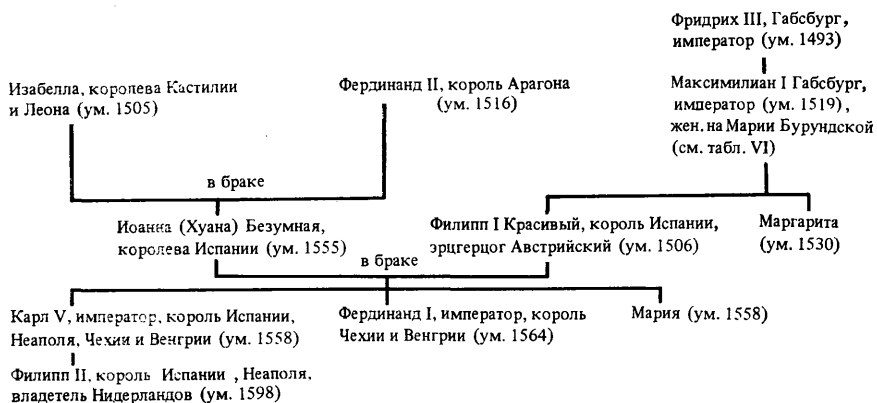 Фридрих III, Габсбург,
император (ум. 1493)
Изабелла, королева Кастилии
и Леона (ум. 1505)
Фердинанд II, король Арагона
(ум. 1516)
Максимилиан I Габсбург,
император (ум. 1519),
жен. на Марии Бурундской
(см. табл. VI)
в браке
Иоанна (Хуана) Безумная,
королева Испании (ум. 1555)
Филипп I Красивый, король Испании,
эрцгерцог Австрийский (ум. 1506)
Маргарита
(ум. 1530)
в браке
Карл V, император, король Испании,
Неаполя, Чехии и Венгрии (ум. 1558)
Фердинанд I, император, король
Чехии и Венгрии (ум. 1564)
Мария (ум. 1558)
Филипп II, король Испании , Неаполя,
владетель Нидерландов (ум. 1598)